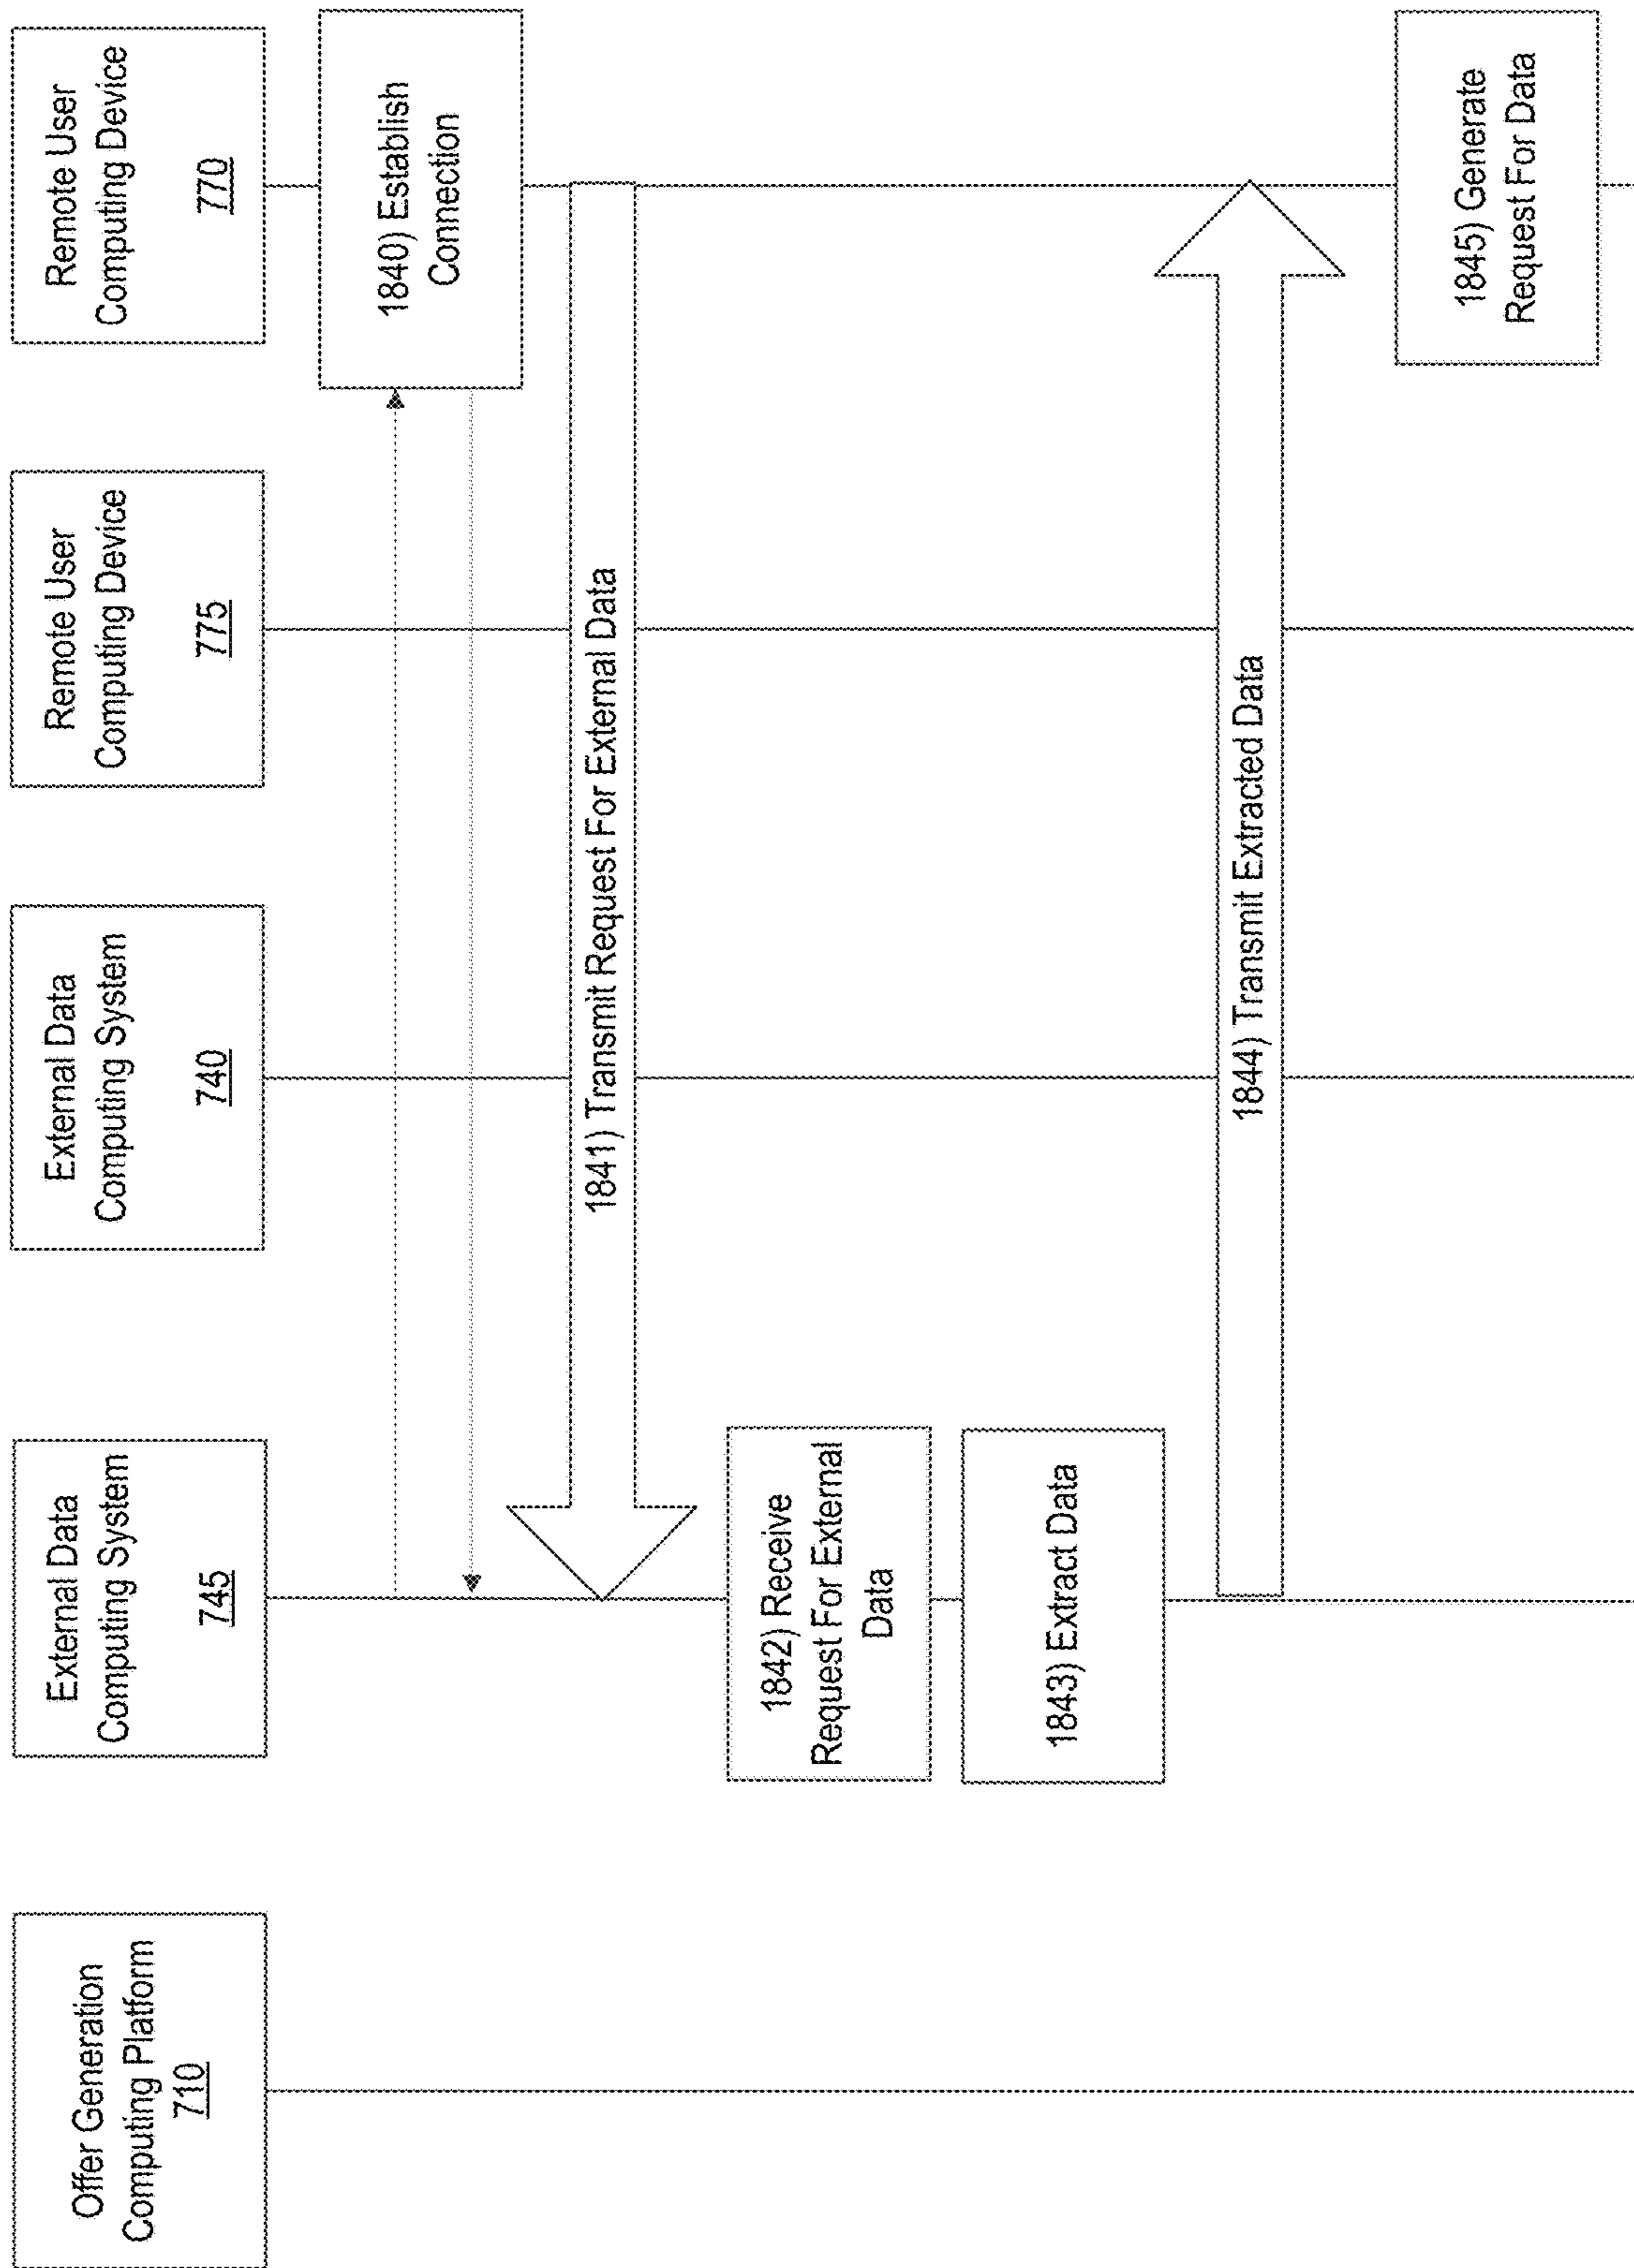 Offer Generation
Computing Platform
710
External Data
Computing System
745
External Data
Computing System
740
Remote User
Computing Device
775
Remote User
Computing Device
770
1840) Establish
Connection
1841) Transmit Request For External Data
1842) Receive
Request For External
Data
1843) Extract Data
1844) Transmit Extracted Data
1845) Generate
Request For Data